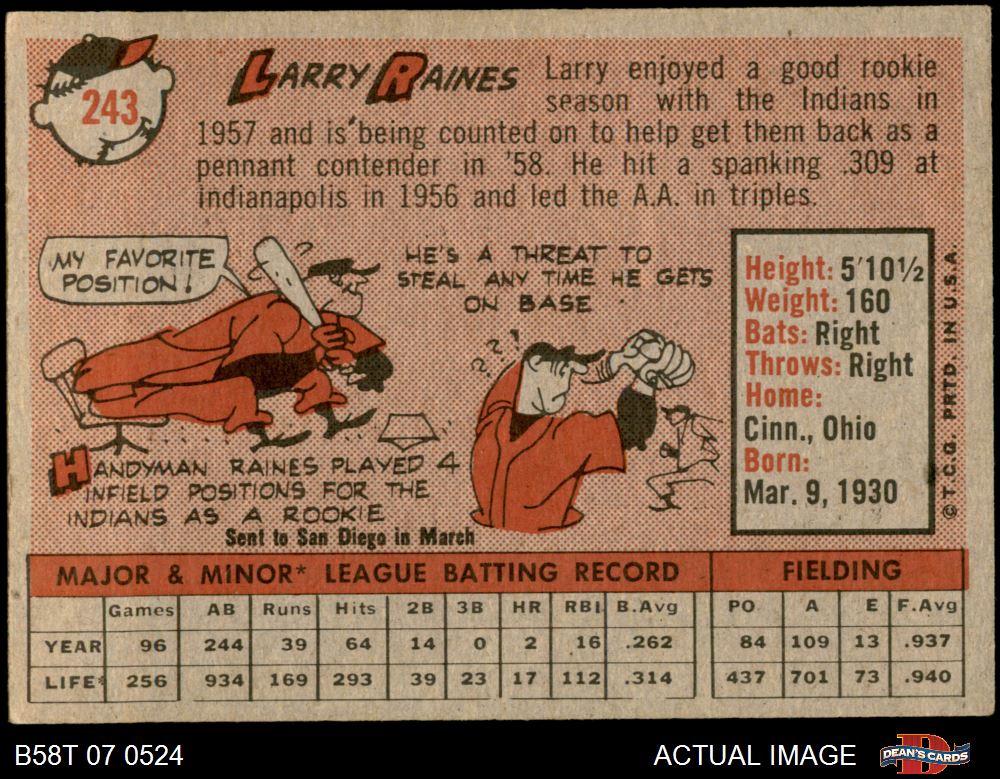 243
LARRY RAINES
Larry enjoyed a good rookie
season with the Indians in
1957 and is being counted on to help get them back as a
pennant contender in '58. He hit a spanking .309 at
Indianapolis in 1956 and led the A.A. in triples.
MY FAVORITE
POSITION!
HE'S A THREAT TO
STEAL ANY TIME HE GETS
ON BASE
? ? ? !
HANDYMAN RAINES PLAYED 4
INFIELD POSITIONS FOR THE
INDIANS AS A ROOKIE
Sent to San Diego in March
Height: 5'10½
Weight: 160
Bats: Right
Throws: Right
Home:
Cinn., Ohio
Born:
Mar. 9, 1930
©T.C.G. PRTD. IN U.S.A.
MAJOR & MINOR* LEAGUE BATTING RECORD FIELDING
Games AB Runs Hits 2B 3B HR RBI B.Avg PO A E F.Avg
YEAR 96 244 39 64 14 0 2 16 .262 84 109 13 .937
LIFE* 256 934 169 293 39 23 17 112 .314 437 701 73 .940
B58T 07 0524
ACTUAL IMAGE
DEAN'S CARDS